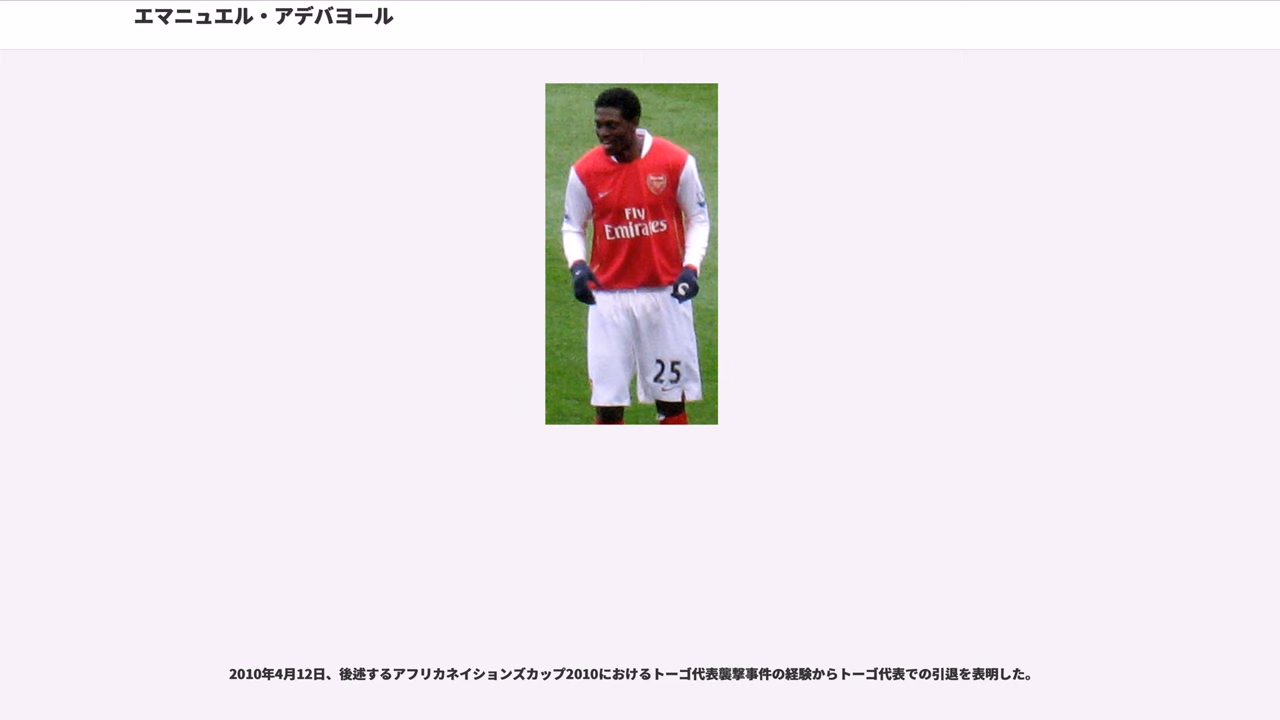 エマニュエル・アデバヨール
Fly
Emirates
25
2010年4月12日、後述するアフリカネイションズカップ2010におけるトーゴ代表襲撃事件の経験からトーゴ代表での引退を表明した。